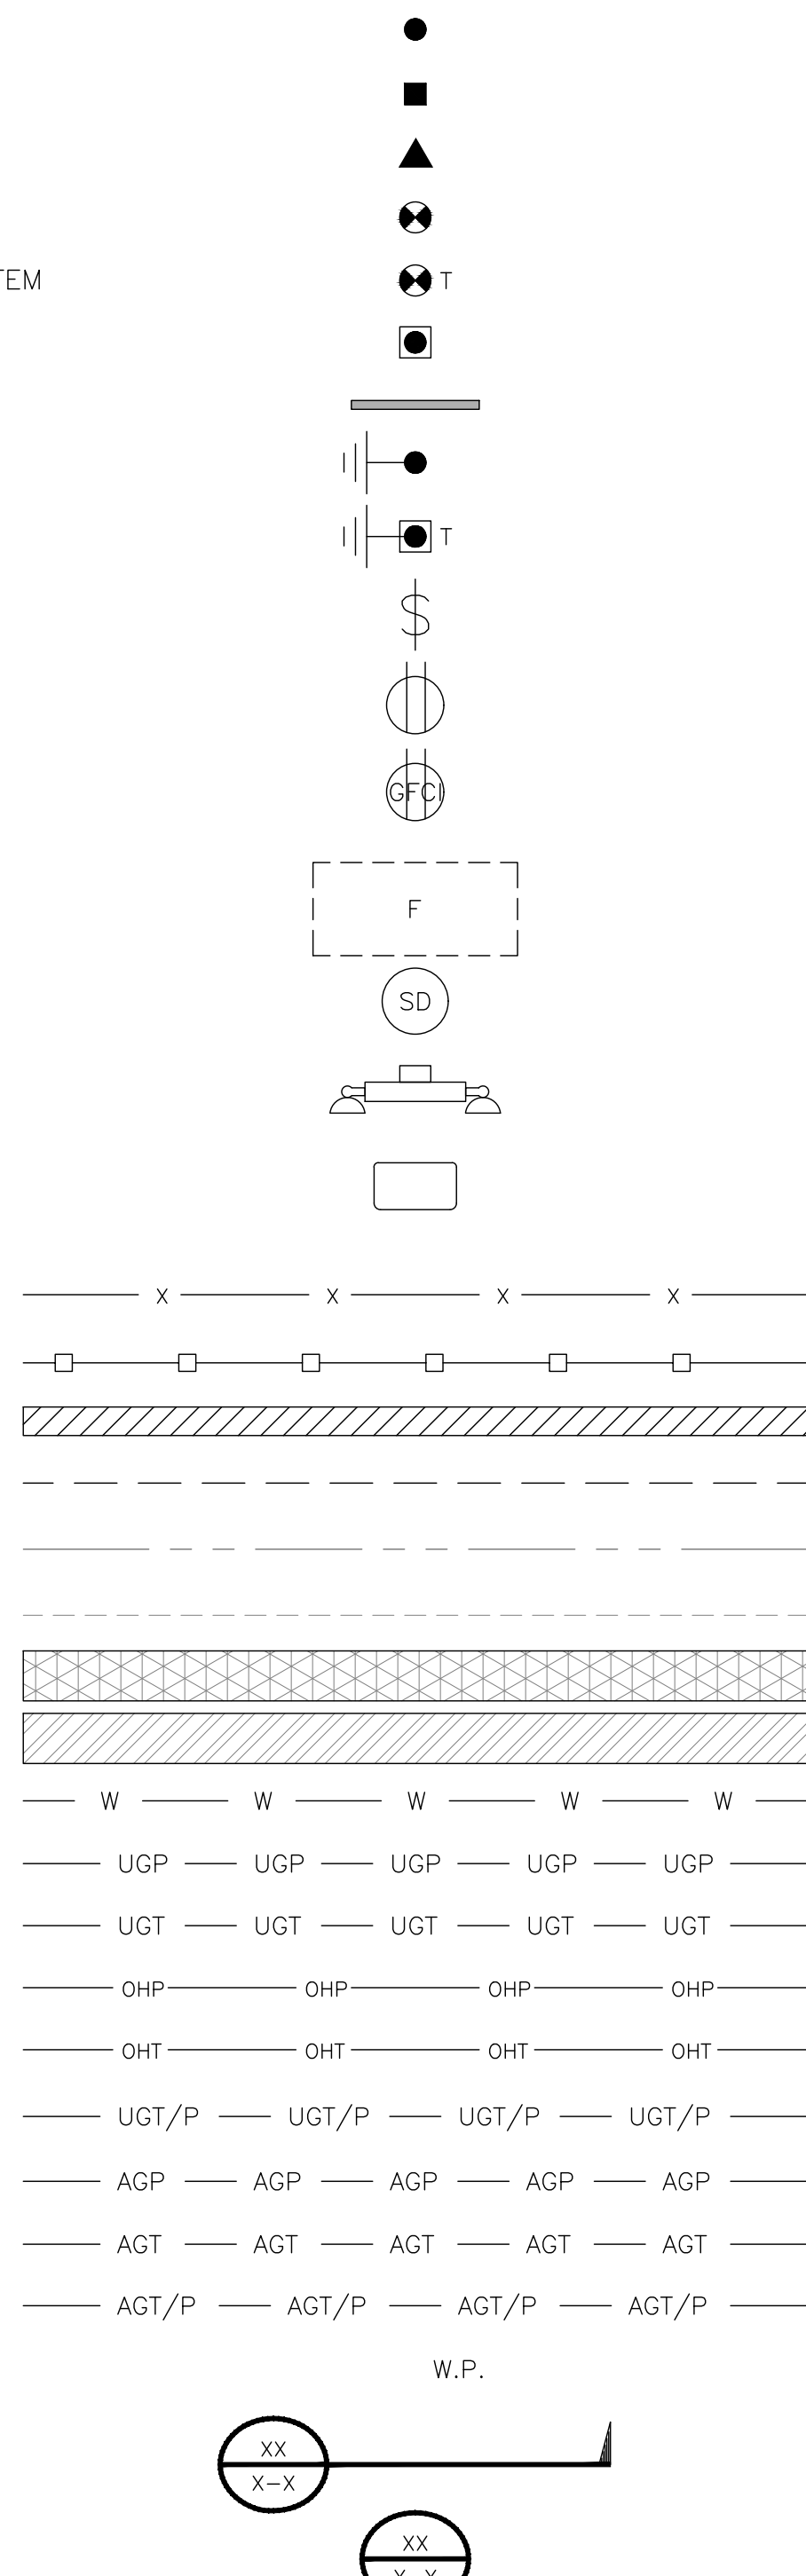 TEM
T
T
$
GFCI
F
SD
X X X X
W W W W W
UGP UGP UGP UGP UGP
UGT UGT UGT UGT UGT
OHP OHP OHP OHP
OHT OHT OHT OHT
UGT/P UGT/P UGT/P UGT/P
AGP AGP AGP AGP AGP
AGT AGT AGT AGT AGT
AGT/P AGT/P AGT/P AGT/P
W.P.
XX
X-X
XX
X-X